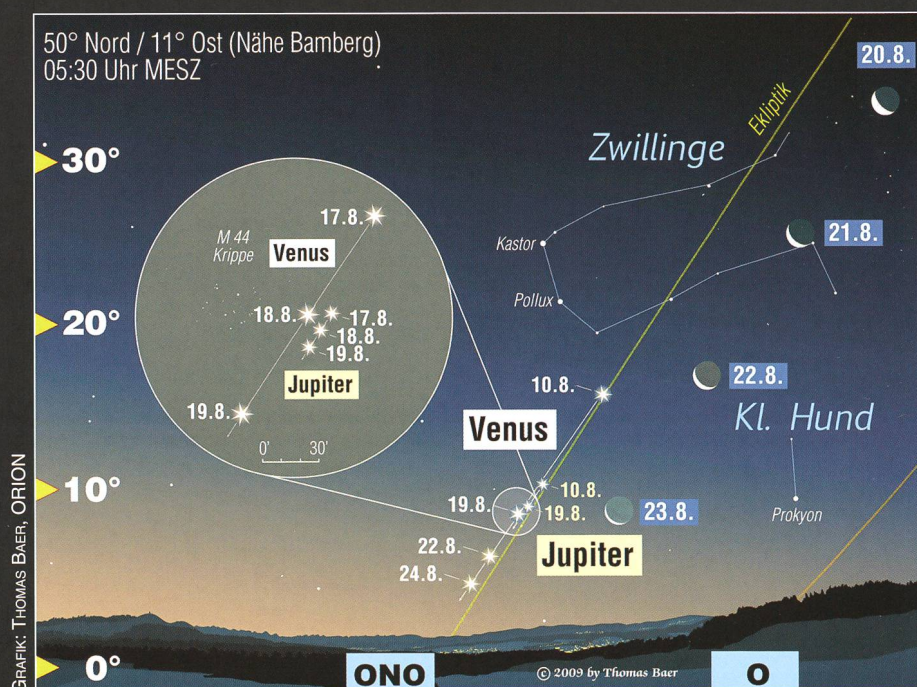 50° Nord / 11° Ost (Nähe Bamberg)
05:30 Uhr MESZ
20.8.
Ekliptik
Zwillinge
30°
17.8.
M 44
Krippe
Venus
Kastor
21.8.
Pollux
20°
18.8.
17.8.
18.8.
19.8.
Jupiter
10.8.
22.8.
19.8.
Venus
Kl. Hund
0'
30'
10°
10.8.
19.8.
19.8.
23.8.
Prokyon
22.8.
Jupiter
24.8.
0°
ONO
© 2009 by Thomas Baer
O
GRAFIK: THOMAS BAER, ORION